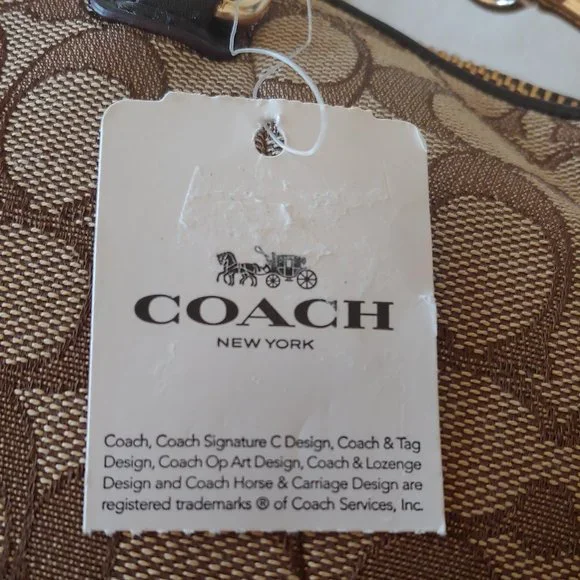 COACH
NEW YORK
Coach, Coach Signature C Design, Coach & Tag
Design, Coach Op Art Design, Coach & Lozenge
Design and Coach Horse & Carriage Design are
registered trademarks ® of Coach Services, Inc.